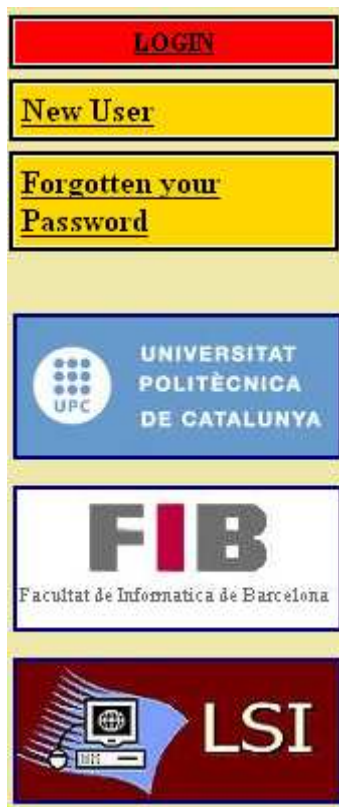 LOGIN
New User
Forgotten your
Password
UPC
UNIVERSITAT
POLITÈCNICA
DE CATALUNYA
FIB
Facultat de Informatica de Barcelona
LSI